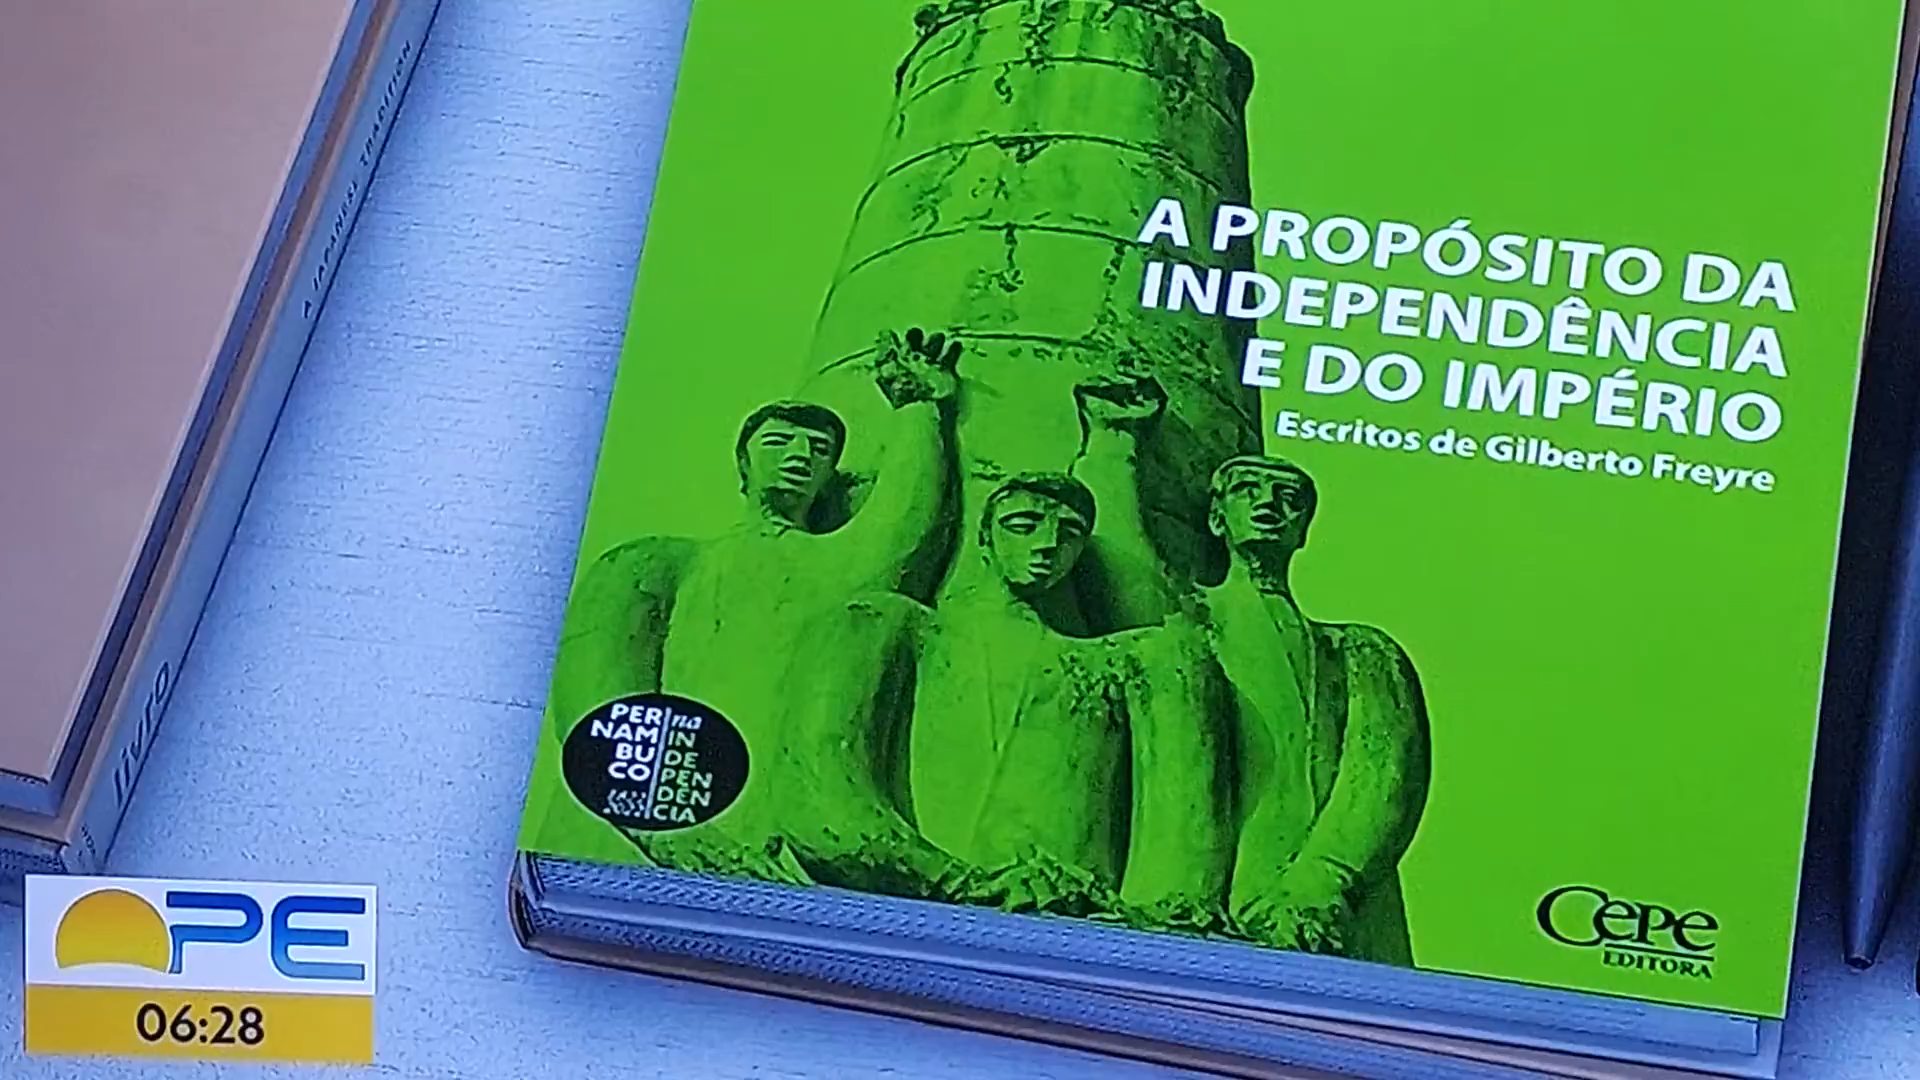 A JAPANESE TRADITION
livro
A PROPÓSITO DA
INDEPENDÊNCIA
E DO IMPÉRIO
Escritos de Gilberto Freyre
PER
NAM
BU
CO
na
IN
DE
PEN
DÊN
CIA
CEPE
EDITORA
PE
06:28